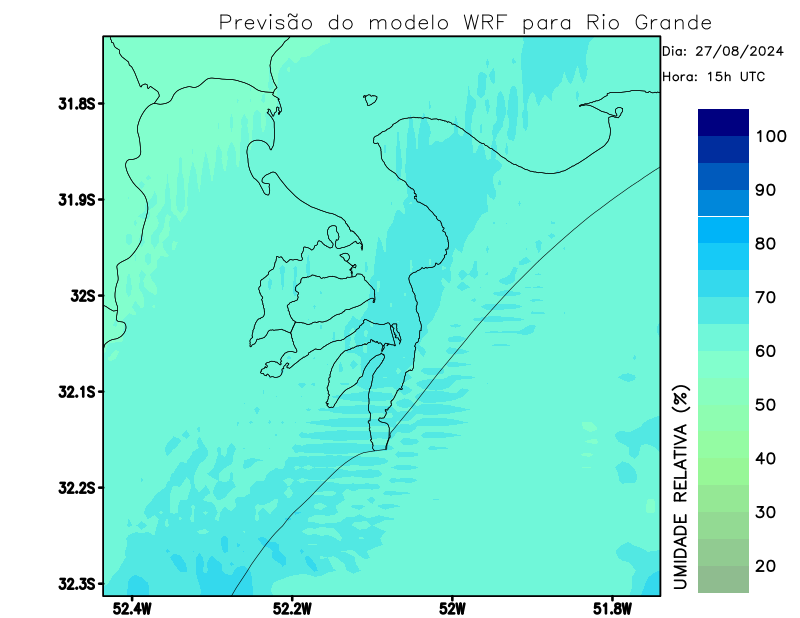 Previsão do modelo WRF para Rio Grande
Dia: 27/08/2024
Hora: 15h UTC
31.8S
31.9S
32S
32.1S
32.2S
32.3S
52.4W
52.2W
52W
51.8W
UMIDADE RELATIVA (%)
100
90
80
70
60
50
40
30
20